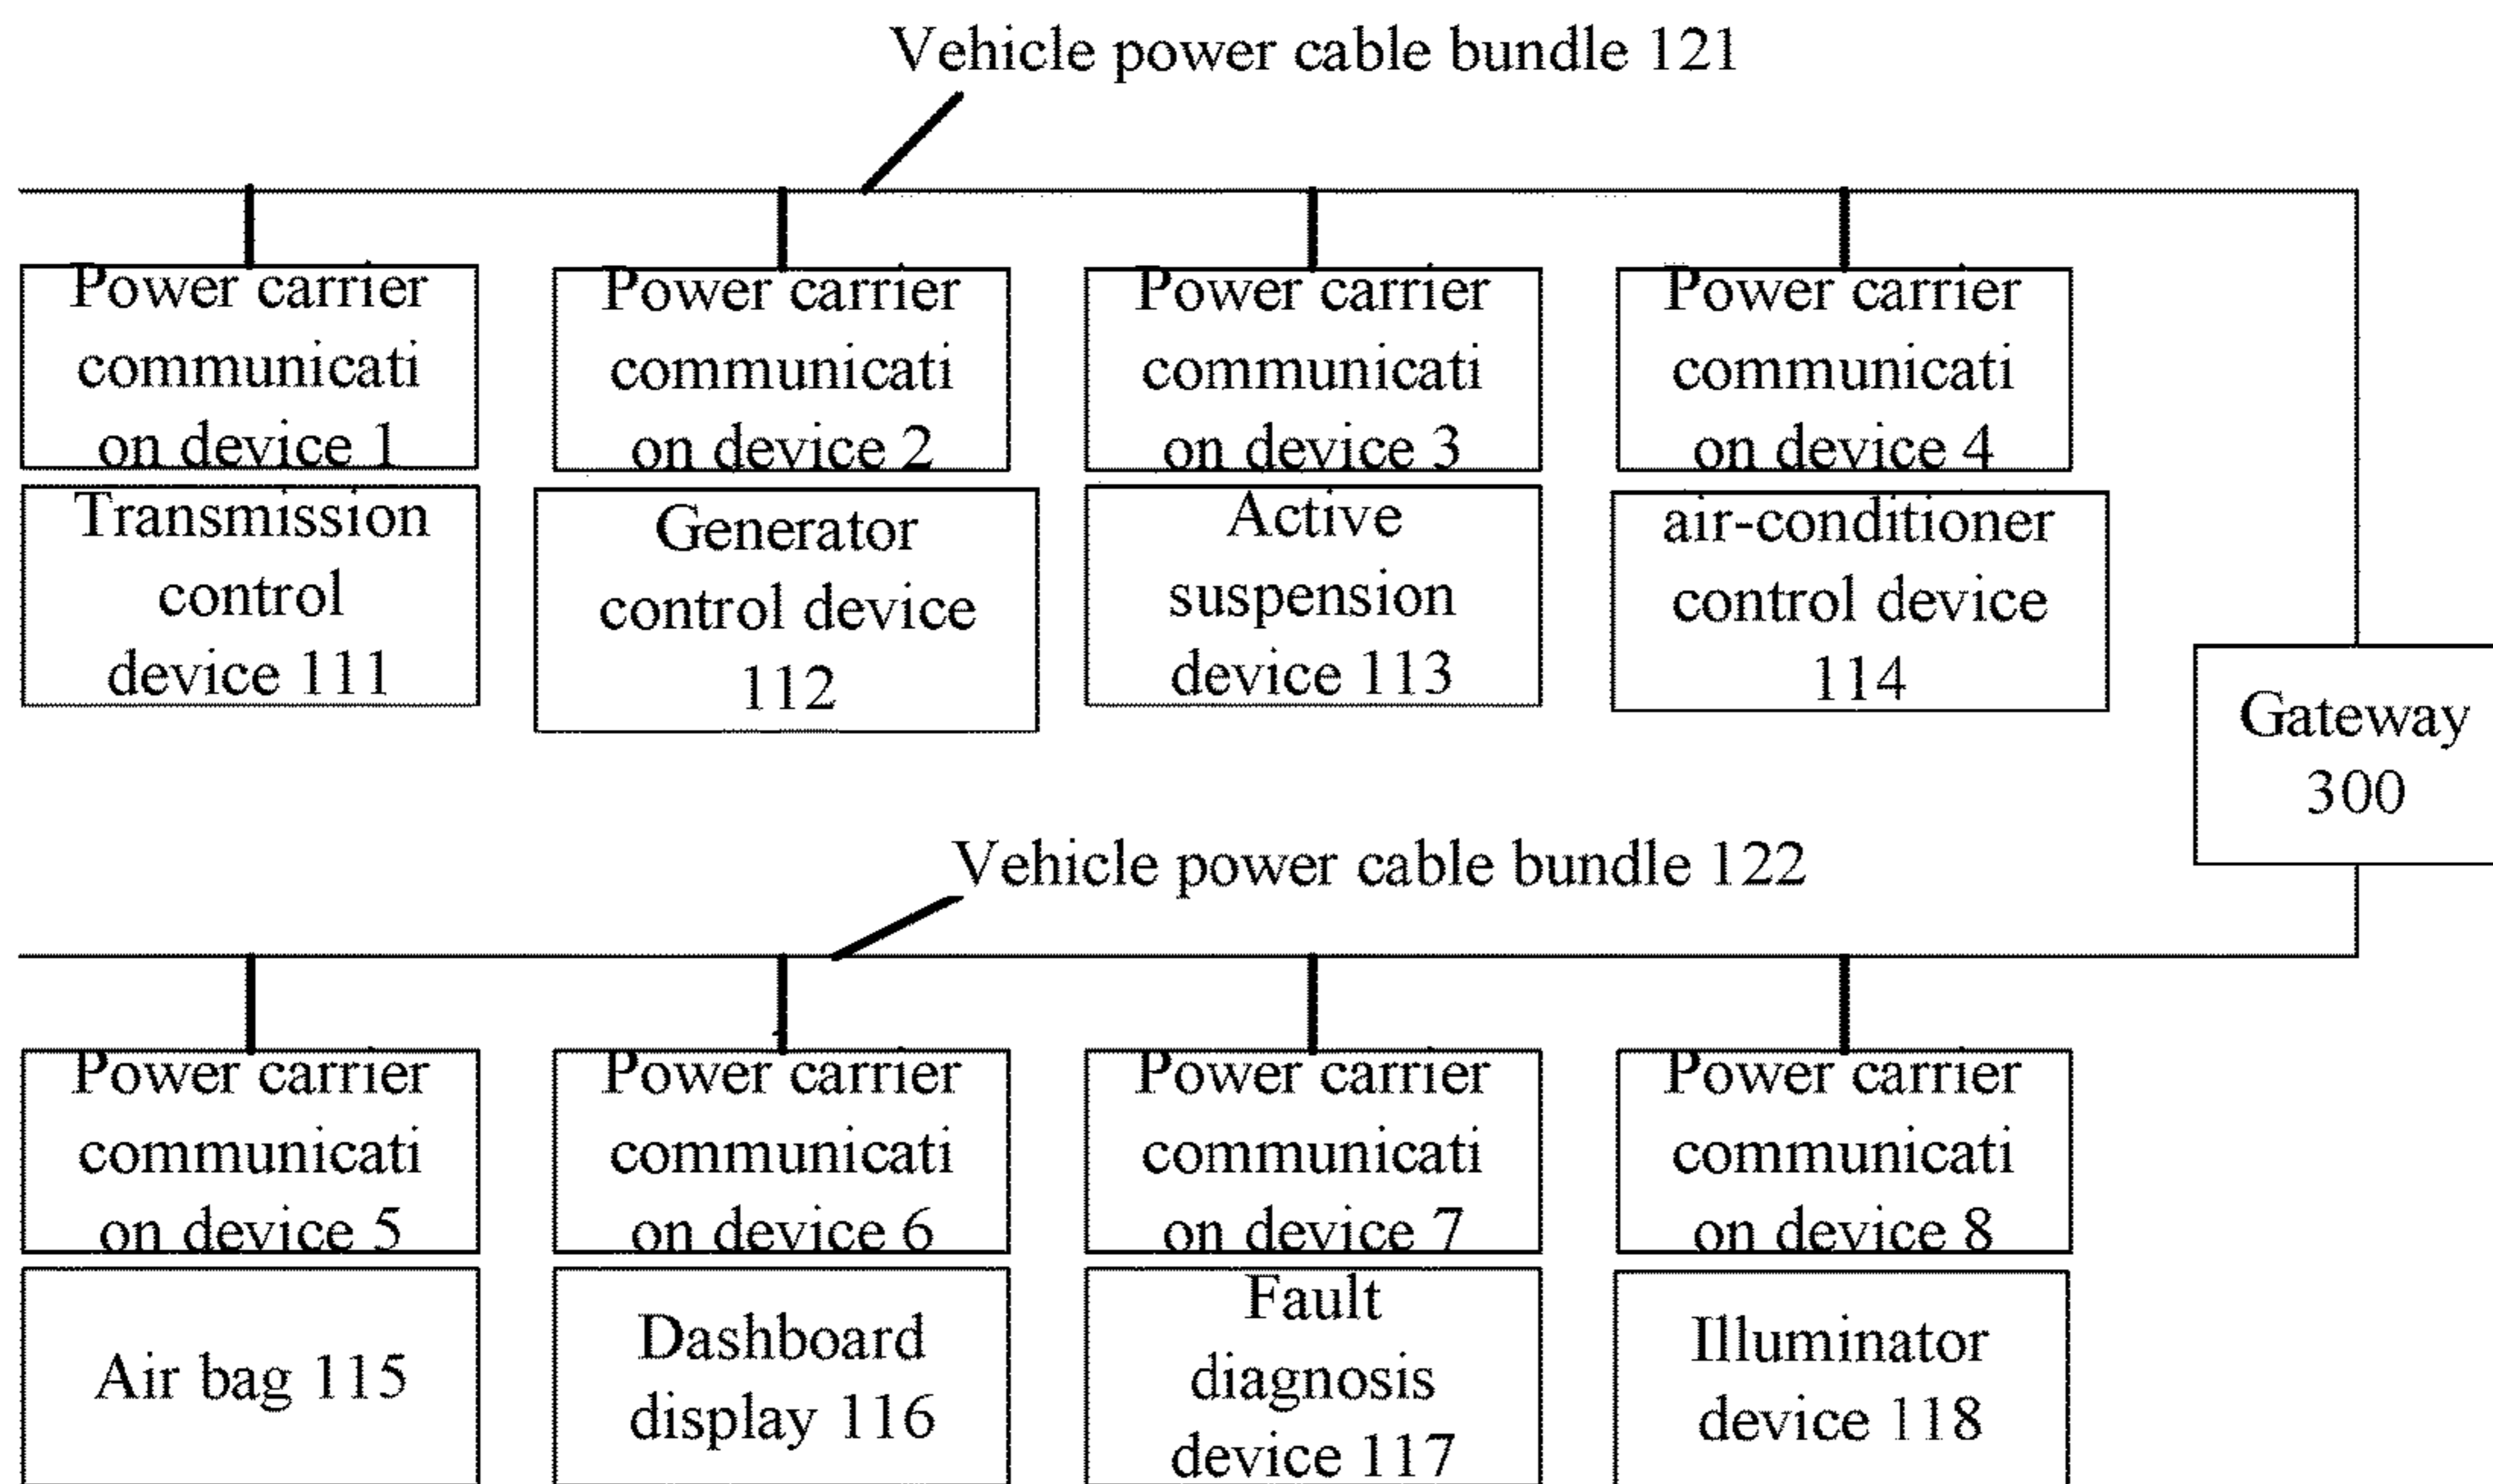 Vehicle power cable bundle 121
Power carrier
communicati
on device 1
Power carrier
communicati
on device 2
Power carrier
communicati
on device 3
Power carrier
communicati
on device 4
Transmission
control
device 111
Generator
control device
112
Active
suspension
device 113
air-conditioner
control device
114
Gateway
300
Vehicle power cable bundle 122
Power carrier
communicati
on device 5
Power carrier
communicati
on device 6
Power carrier
communicati
on device 7
Power carrier
communicati
on device 8
Air bag 115
Dashboard
display 116
Fault
diagnosis
device 117
Illuminator
device 118